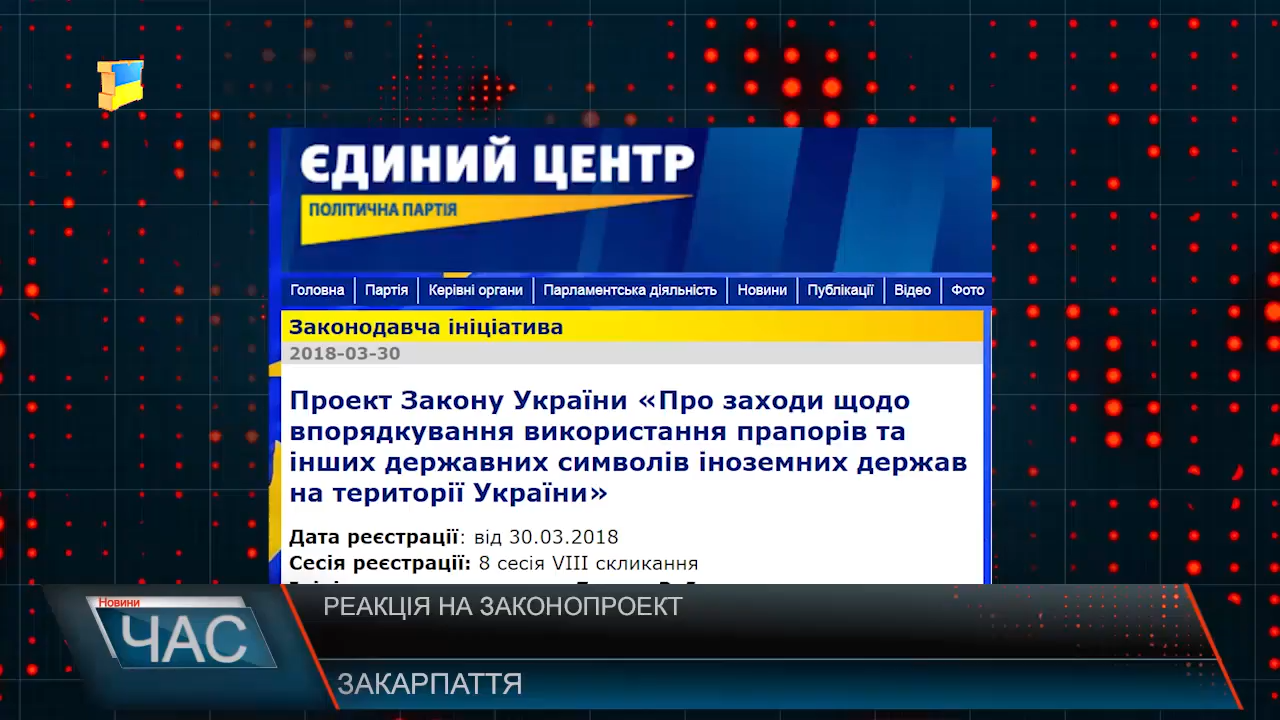 ЄДИНИЙ ЦЕНТР
ПОЛІТИЧНА ПАРТІЯ
Головна Партія Керівні органи Парламентська діяльність Новини Публікації Відео Фото
Законодавча ініціатива
2018-03-30
Проект Закону України «Про заходи щодо
впорядкування використання прапорів та
інших державних символів іноземних держав
на території України»
Дата реєстрації: від 30.03.2018
Сесія реєстрації: 8 сесія VIII скликання
Новини
ЧАС
РЕАКЦІЯ НА ЗАКОНОПРОЕКТ
ЗАКАРПАТТЯ